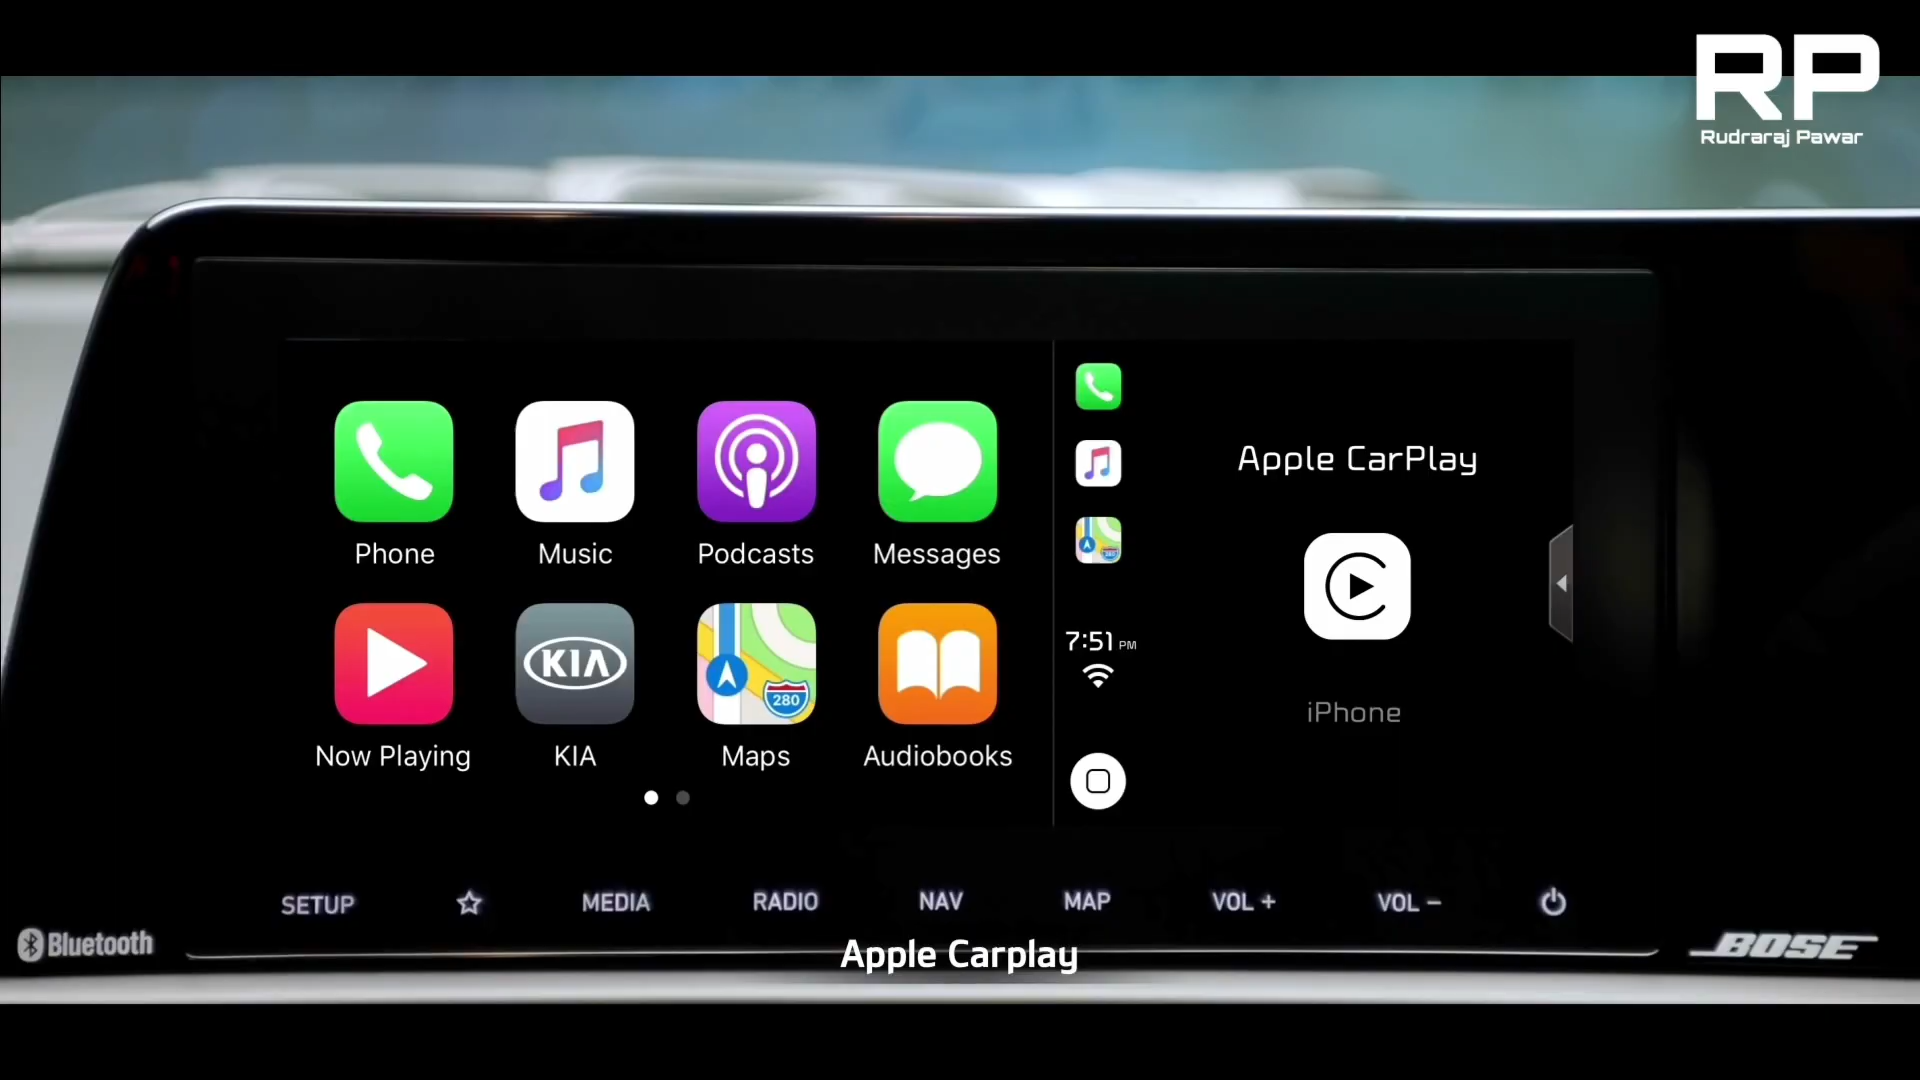 RP
Rudraraj Pawar
Phone
Music
Podcasts
Messages
Now Playing
KIA
KIA
Maps
280
Audiobooks
7:51 PM
Apple CarPlay
iPhone
SETUP
MEDIA
RADIO
NAV
MAP
VOL +
VOL −
Bluetooth
BOSE
Apple Carplay